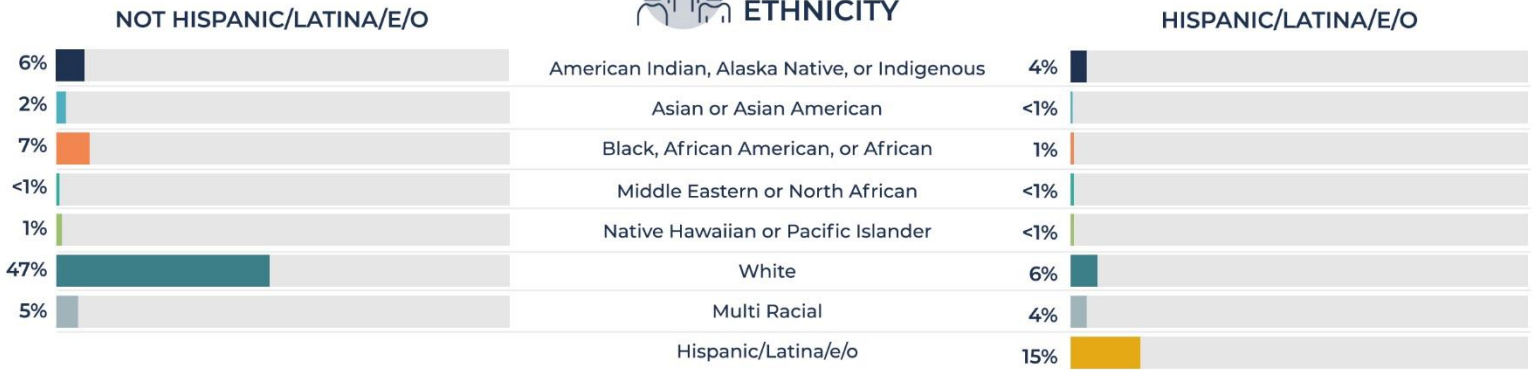 NOT HISPANIC/LATINA/E/O
ETHNICITY
HISPANIC/LATINA/E/O
6% American Indian, Alaska Native, or Indigenous 4%
2% Asian or Asian American <1%
7% Black, African American, or African 1%
<1% Middle Eastern or North African <1%
1% Native Hawaiian or Pacific Islander <1%
47% White 6%
5% Multi Racial 4%
Hispanic/Latina/e/o 15%